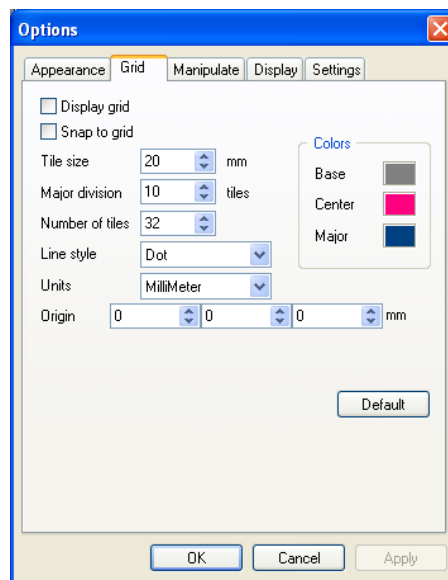 Options
Appearance Grid Manipulate Display Settings
Display grid
Snap to grid
Tile size 20 mm
Major division 10 tiles
Number of tiles 32
Line style Dot
Units MilliMeter
Origin 0 0 0 mm
Colors
Base
Center
Major
Default
OK Cancel Apply